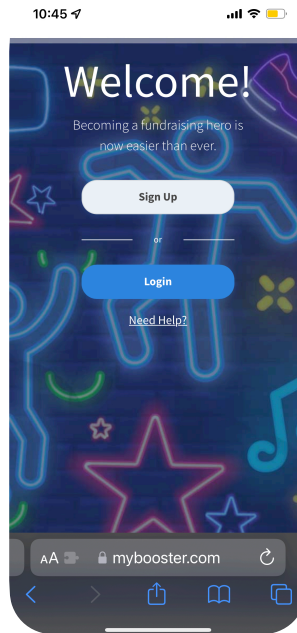 10:45
Welcome!
Becoming a fundraising hero is
now easier than ever.
Sign Up
or
Login
Need Help?
AA mybooster.com